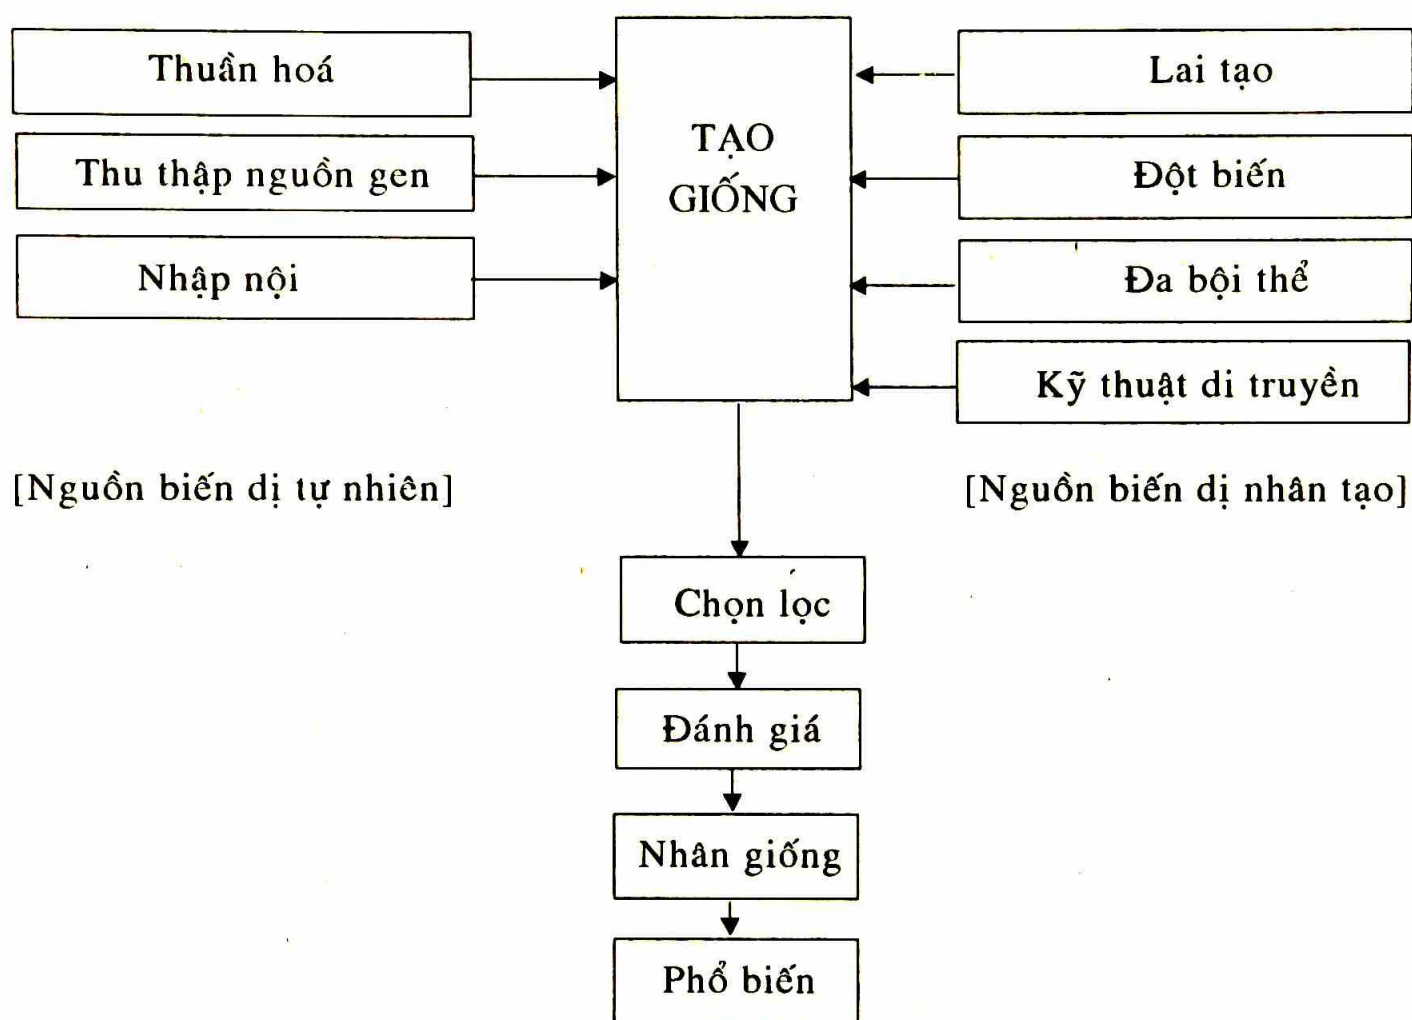 Thuần hoá
Thu thập nguồn gen
Nhập nội
TẠO
GIỐNG
Lai tạo
Đột biến
Đa bội thể
Kỹ thuật di truyền
[Nguồn biến dị tự nhiên]
[Nguồn biến dị nhân tạo]
Chọn lọc
Đánh giá
Nhân giống
Phổ biến